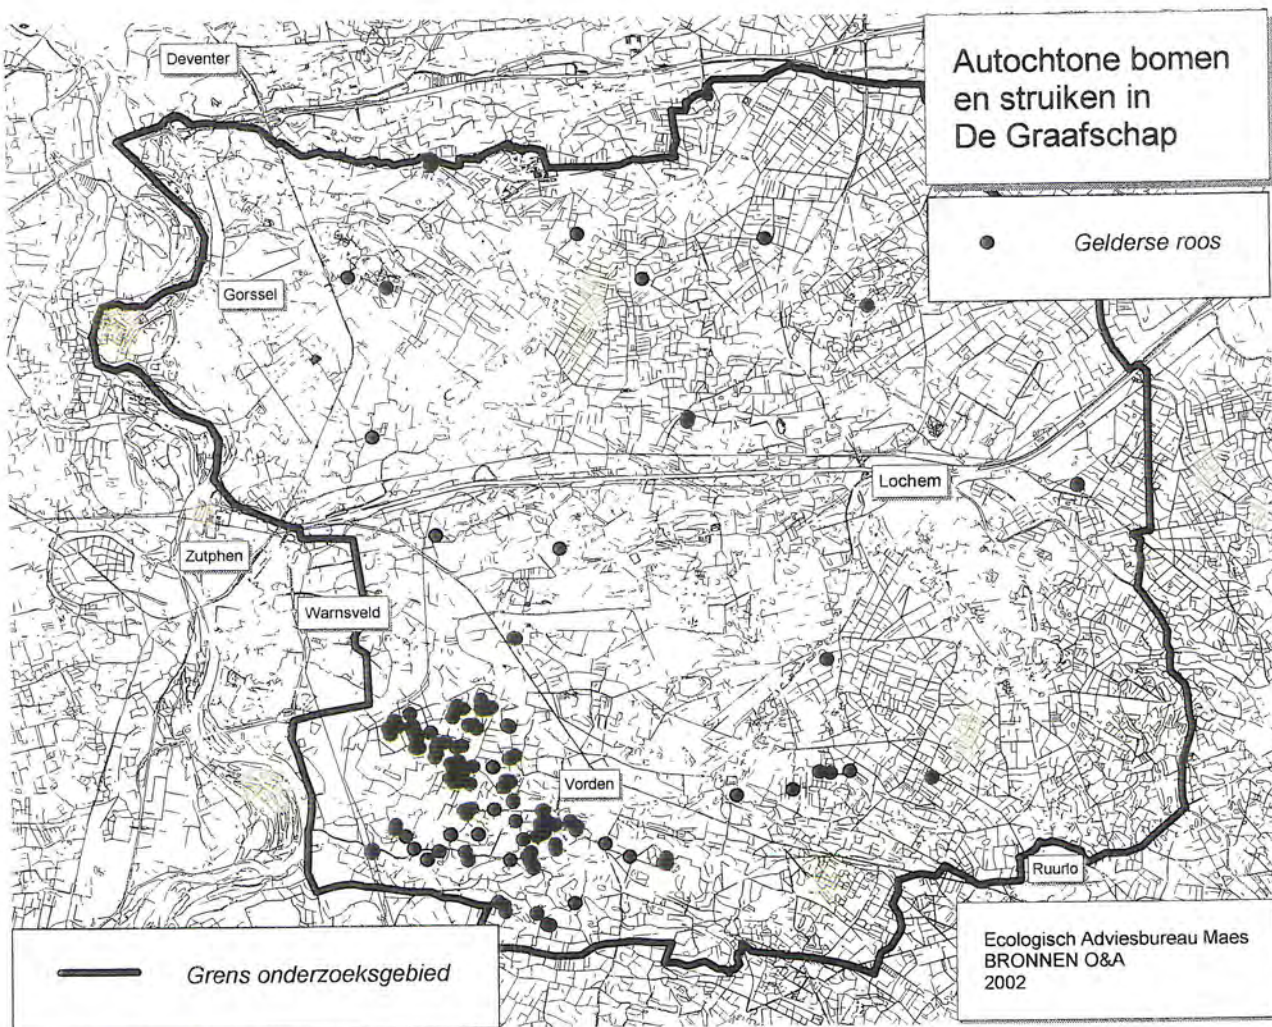 Autochtone bomen
en struiken in
De Graafschap
Gelderse roos
Deventer
Gorssel
Lochem
Zutphen
Warnsveld
Vorden
Ruurlo
Grens onderzoeksgebied
Ecologisch Adviesbureau Maes
BRONNEN O&A
2002